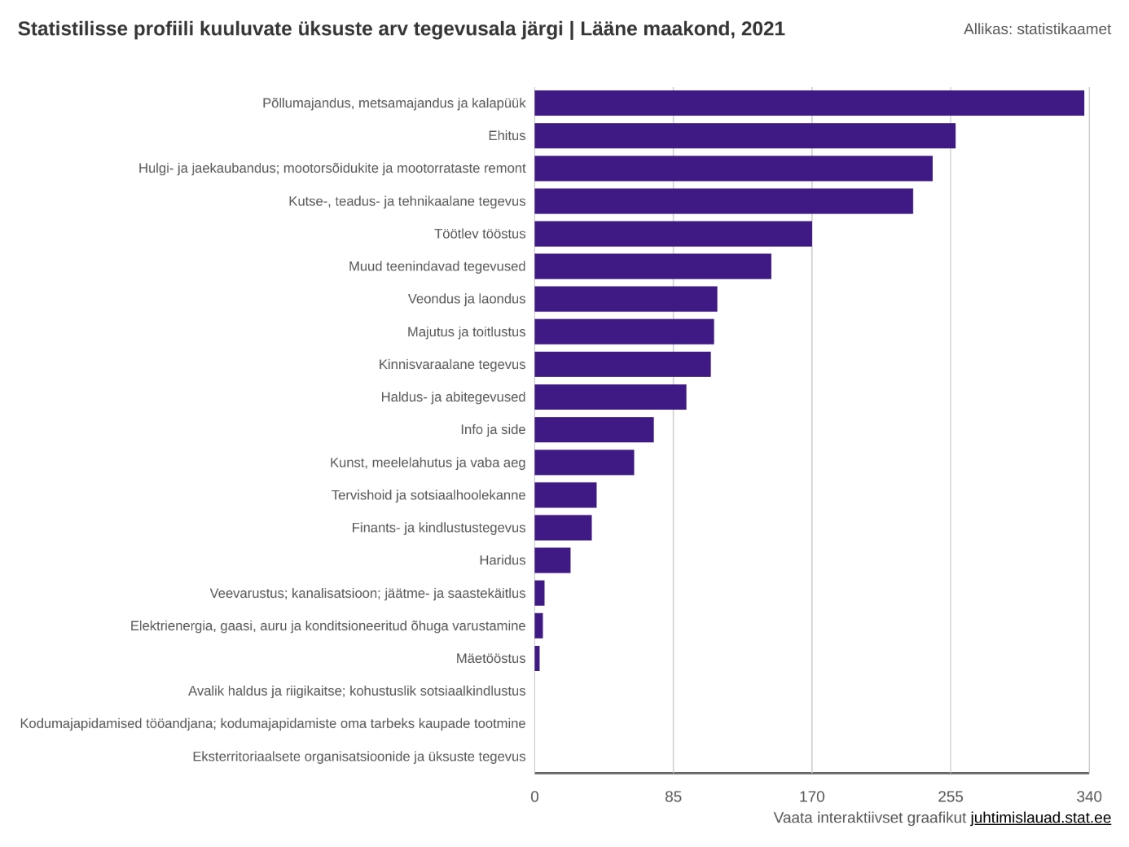 Statistilisse profiili kuuluvate üksuste arv tegevusala järgi | Lääne maakond, 2021
Allikas: statistikaamet
Põllumajandus, metsamajandus ja kalapüük
Ehitus
Hulgi- ja jaekaubandus; mootorsõidukite ja mootorrataste remont
Kutse-, teadus- ja tehnikaalane tegevus
Töötlev tööstus
Muud teenindavad tegevused
Veondus ja laondus
Majutus ja toitlustus
Kinnisvaraalane tegevus
Haldus- ja abitegevused
Info ja side
Kunst, meelelahutus ja vaba aeg
Tervishoid ja sotsiaalhoolekanne
Finants- ja kindlustustegevus
Haridus
Veevarustus; kanalisatsioon; jäätme- ja saastekäitlus
Elektrienergia, gaasi, auru ja konditsioneeritud õhuga varustamine
Mäetööstus
Avalik haldus ja riigikaitse; kohustuslik sotsiaalkindlustus
Kodumajapidamised tööandjana; kodumajapidamiste oma tarbeks kaupade tootmine
Eksterritoriaalsete organisatsioonide ja üksuste tegevus
0 85 170 255 340
Vaata interaktiivset graafikut juhtimislauad.stat.ee